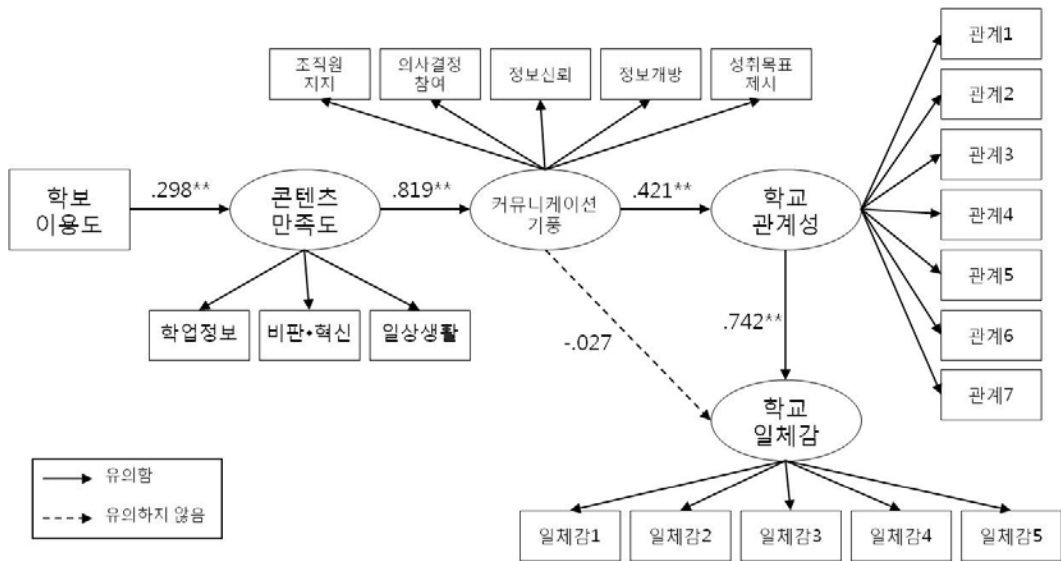 조직원
지지
의사결정
참여
정보신뢰
정보개방
성취목표
제시
관계1
관계2
관계3
관계4
관계5
관계6
관계7
학보
이용도
.298**
콘텐츠
만족도
.819**
커뮤니케이션
기풍
.421**
학교
관계성
학업정보
비판•혁신
일상생활
-.027
.742**
학교
일체감
유의함
유의하지 않음
일체감1
일체감2
일체감3
일체감4
일체감5